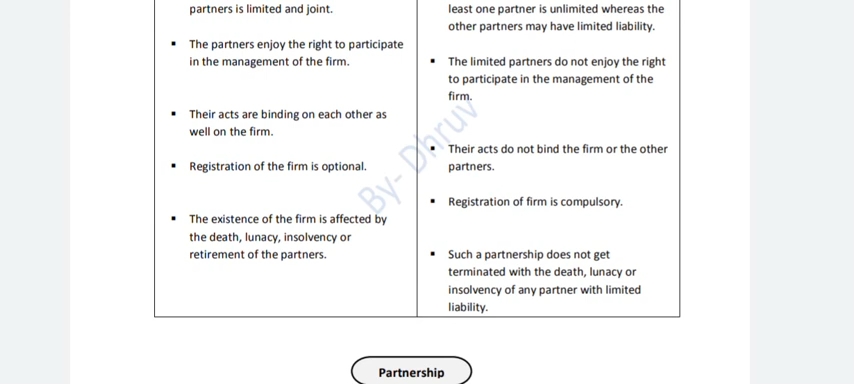 partners is limited and joint.
▪ The partners enjoy the right to participate
in the management of the firm.
▪ Their acts are binding on each other as
well on the firm.
▪ Registration of the firm is optional.
▪ The existence of the firm is affected by
the death, lunacy, insolvency or
retirement of the partners.
least one partner is unlimited whereas the
other partners may have limited liability.
▪ The limited partners do not enjoy the right
to participate in the management of the
firm.
▪ Their acts do not bind the firm or the other
partners.
▪ Registration of firm is compulsory.
▪ Such a partnership does not get
terminated with the death, lunacy or
insolvency of any partner with limited
liability.
By- Dhruv
Partnership